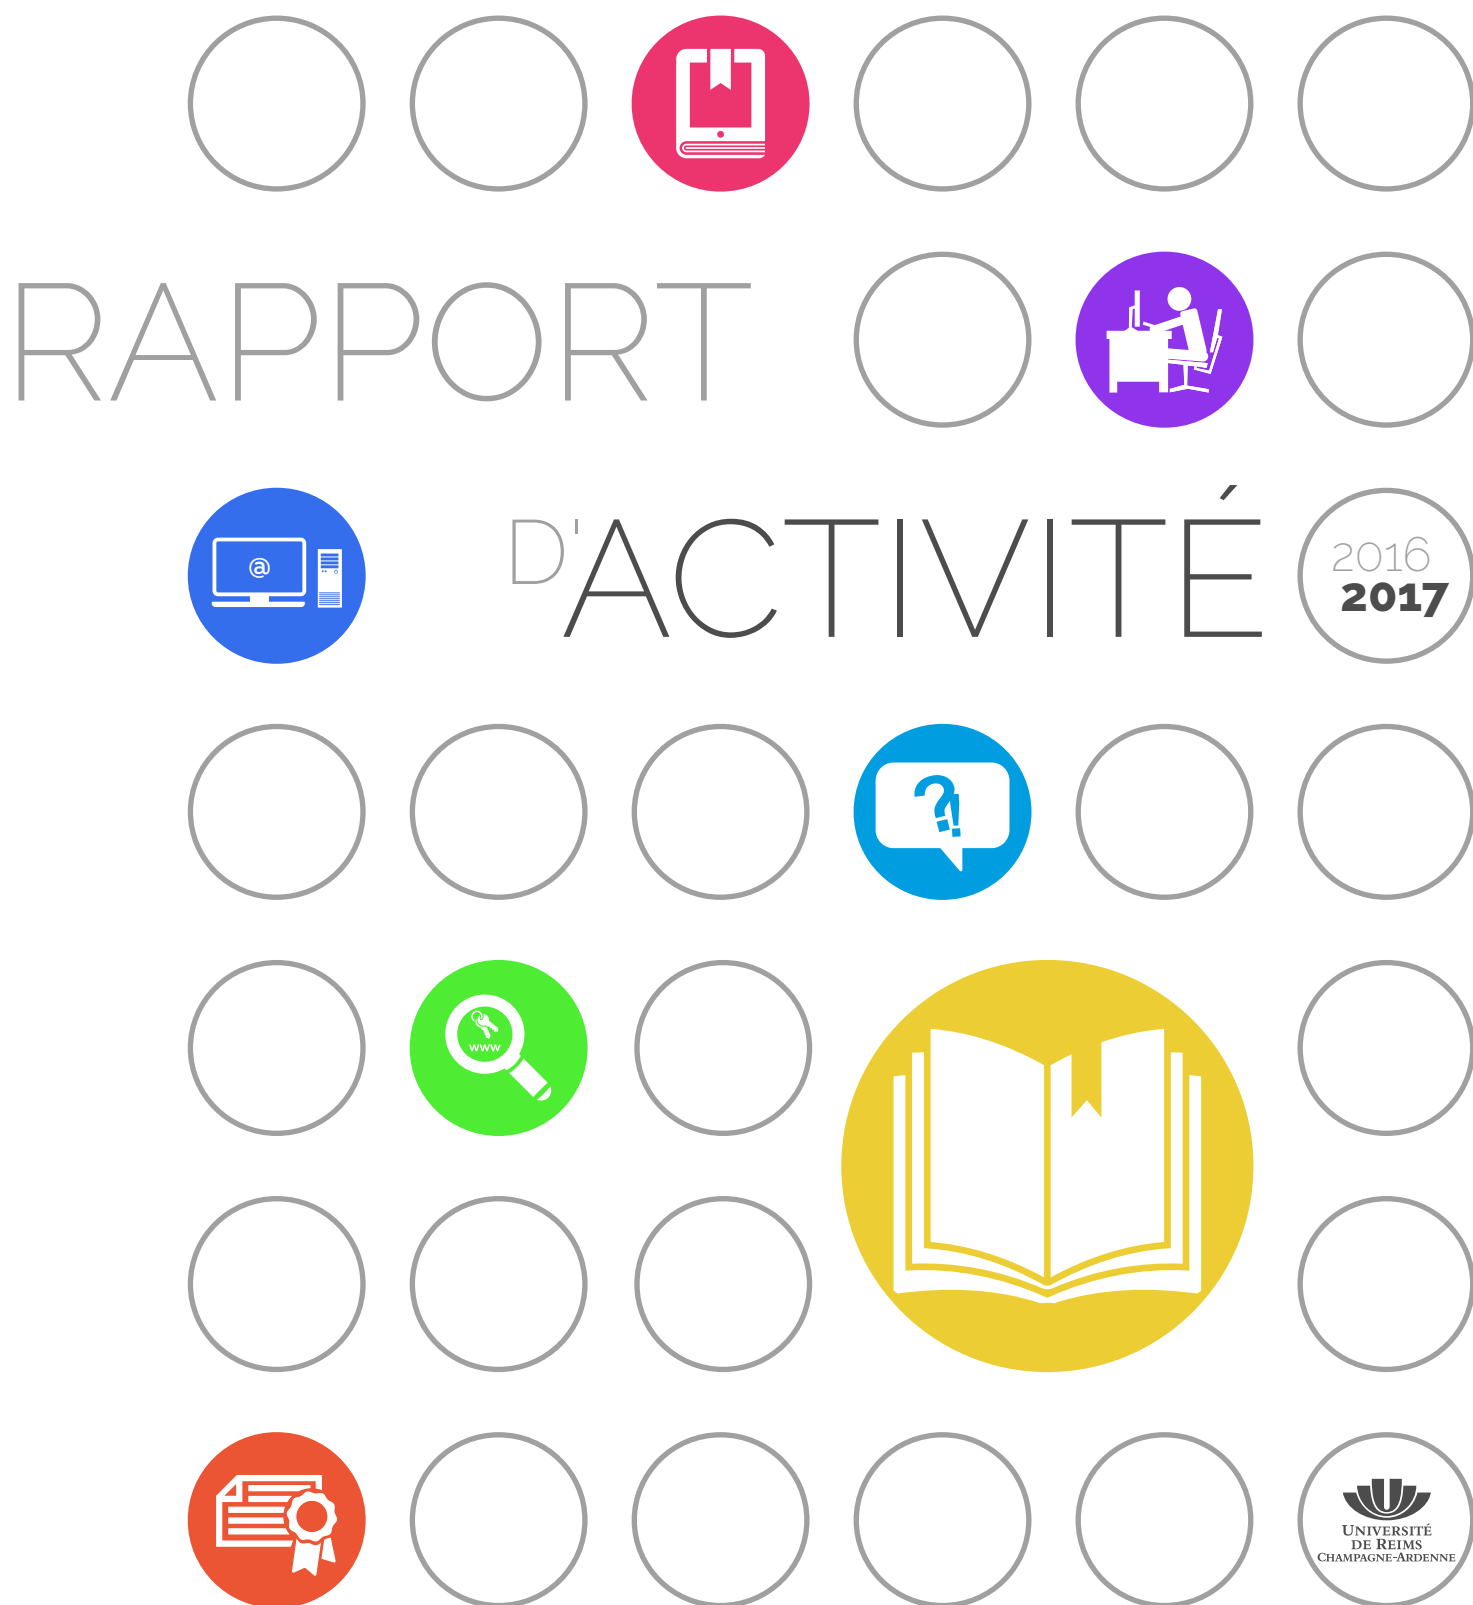 RAPPORT
D'ACTIVITÉ
2016
2017
@
?!
www
UNIVERSITÉ
DE REIMS
CHAMPAGNE-ARDENNE